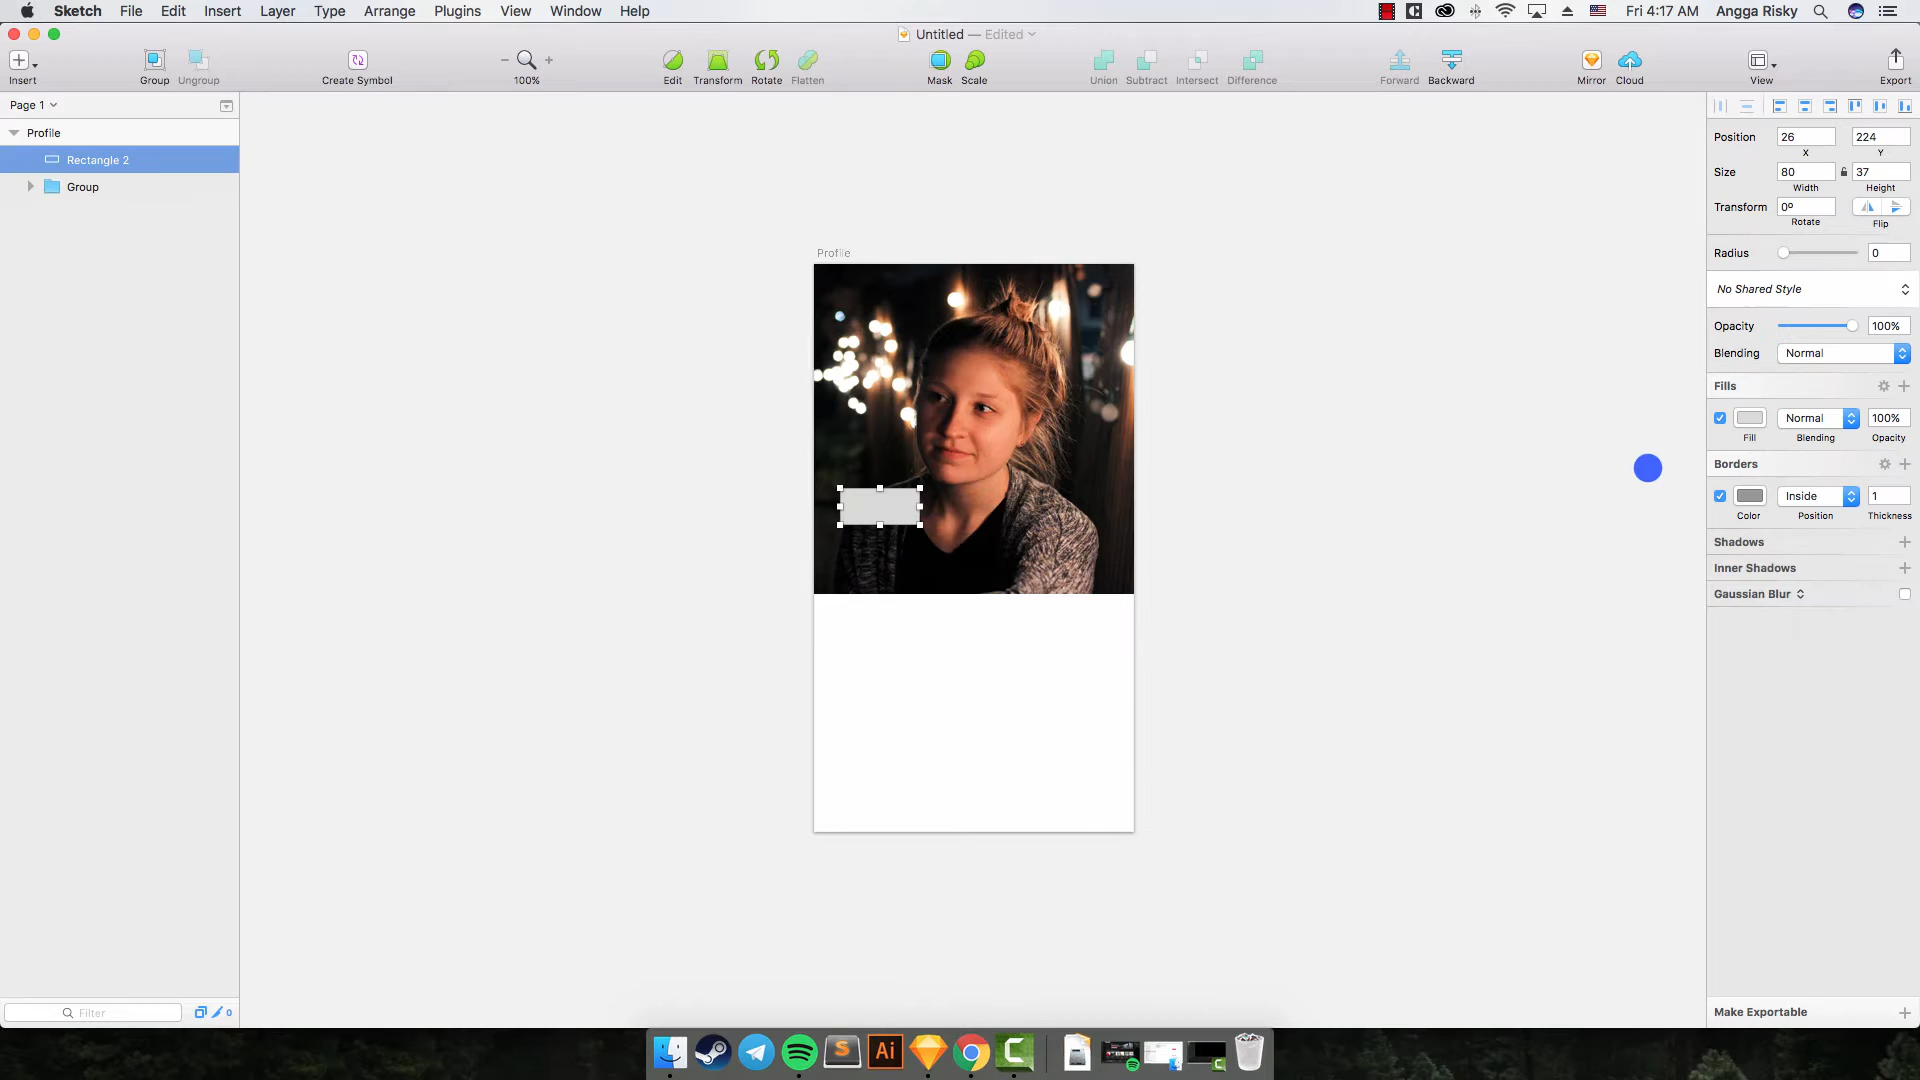 Sketch File Edit Insert Layer Type Arrange Plugins View Window Help Fri 4:17 AM Angga Risky
Untitled — Edited
Insert Group Ungroup Create Symbol 100% Edit Transform Rotate Flatten Mask Scale Union Subtract Intersect Difference Forward Backward Mirror Cloud View Export
Page 1
Profile
Rectangle 2
Group
Profile
Position 26 224
X Y
Size 80 37
Width Height
Transform 0º
Rotate Flip
Radius 0
No Shared Style
Opacity 100%
Blending Normal
Fills
Normal 100%
Fill Blending Opacity
Borders
Inside 1
Color Position Thickness
Shadows
Inner Shadows
Gaussian Blur
Filter 0
Make Exportable
S Ai